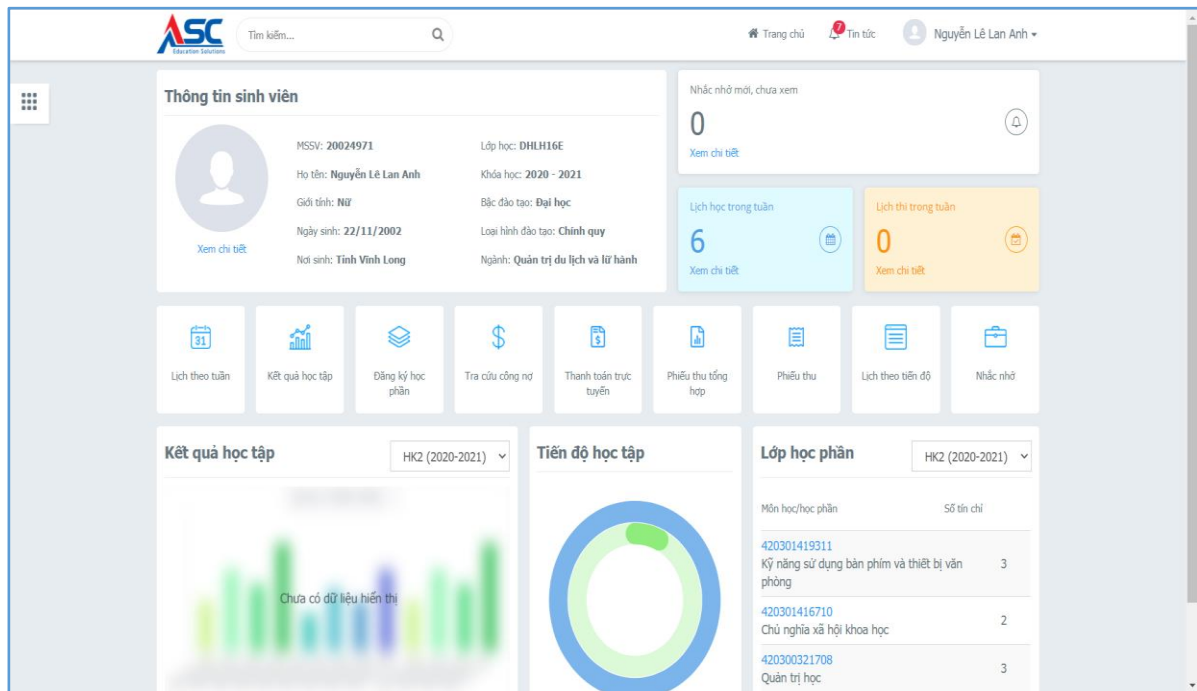 ASC
Education Solutions
Tìm kiếm...
Trang chủ
7
Tin tức
Nguyễn Lê Lan Anh
Thông tin sinh viên
Xem chi tiết
MSSV: 20024971
Họ tên: Nguyễn Lê Lan Anh
Giới tính: Nữ
Ngày sinh: 22/11/2002
Nơi sinh: Tỉnh Vĩnh Long
Lớp học: DHLH16E
Khóa học: 2020 - 2021
Bậc đào tạo: Đại học
Loại hình đào tạo: Chính quy
Ngành: Quản trị du lịch và lữ hành
Nhắc nhở mới, chưa xem
0
Xem chi tiết
Lịch học trong tuần
6
Xem chi tiết
Lịch thi trong tuần
0
Xem chi tiết
31
Lịch theo tuần
Kết quả học tập
Đăng ký học
phần
$
Tra cứu công nợ
$
Thanh toán trực
tuyến
Phiếu thu tổng
hợp
Phiếu thu
Lịch theo tiến độ
Nhắc nhở
Kết quả học tập
HK2 (2020-2021)
Chưa có dữ liệu hiển thị
Tiến độ học tập
Lớp học phần
HK2 (2020-2021)
Môn học/học phần
Số tín chỉ
420301419311
Kỹ năng sử dụng bàn phím và thiết bị văn
phòng
3
420301416710
Chủ nghĩa xã hội khoa học
2
420300321708
Quản trị học
3